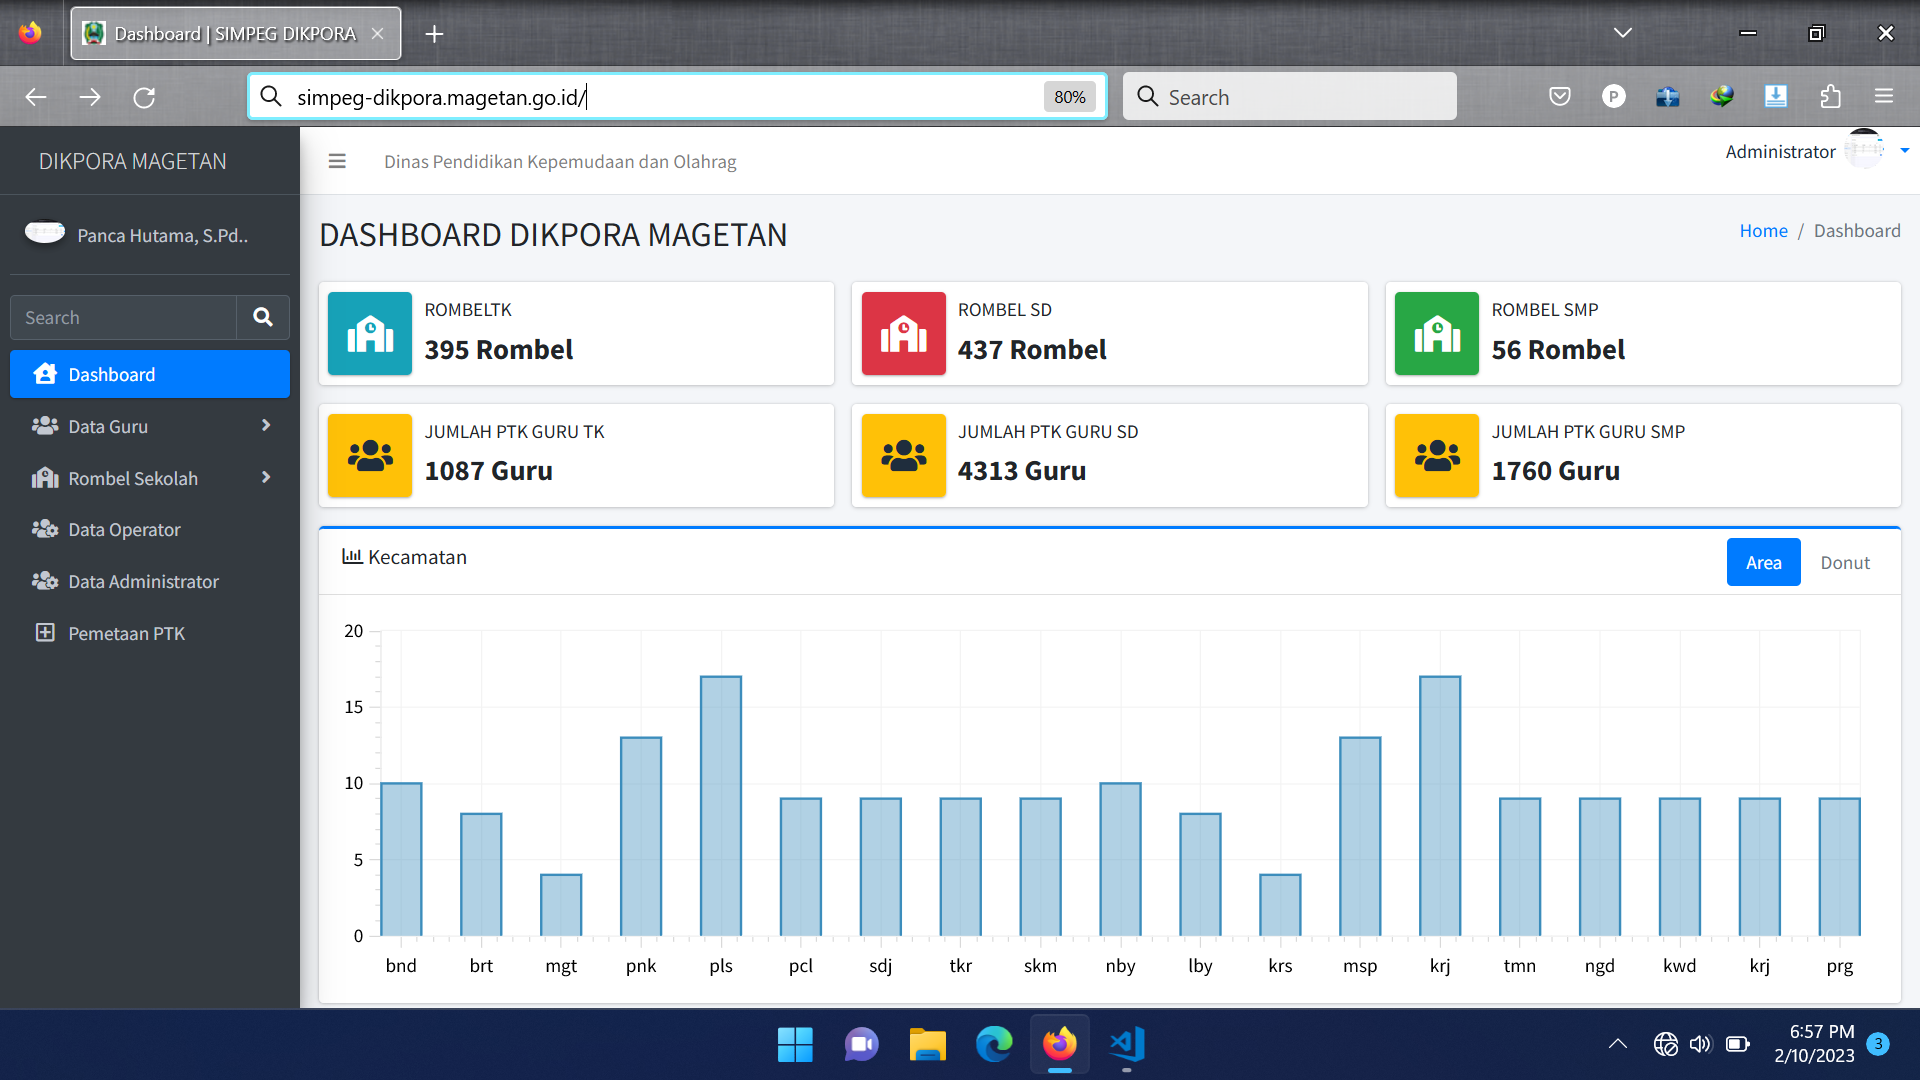 Dashboard | SIMPEG DIKPORA
simpeg-dikpora.magetan.go.id/
80%
Search
P
DIKPORA MAGETAN
Dinas Pendidikan Kepemudaan dan Olahrag
Administrator
Panca Hutama, S.Pd..
DASHBOARD DIKPORA MAGETAN
Home / Dashboard
Search
Dashboard
Data Guru
Rombel Sekolah
Data Operator
Data Administrator
Pemetaan PTK
ROMBELTK
395 Rombel
ROMBEL SD
437 Rombel
ROMBEL SMP
56 Rombel
JUMLAH PTK GURU TK
1087 Guru
JUMLAH PTK GURU SD
4313 Guru
JUMLAH PTK GURU SMP
1760 Guru
Kecamatan
Area
Donut
20
15
10
5
0
bnd brt mgt pnk pls pcl sdj tkr skm nby lby krs msp krj tmn ngd kwd krj prg
6:57 PM
2/10/2023
3